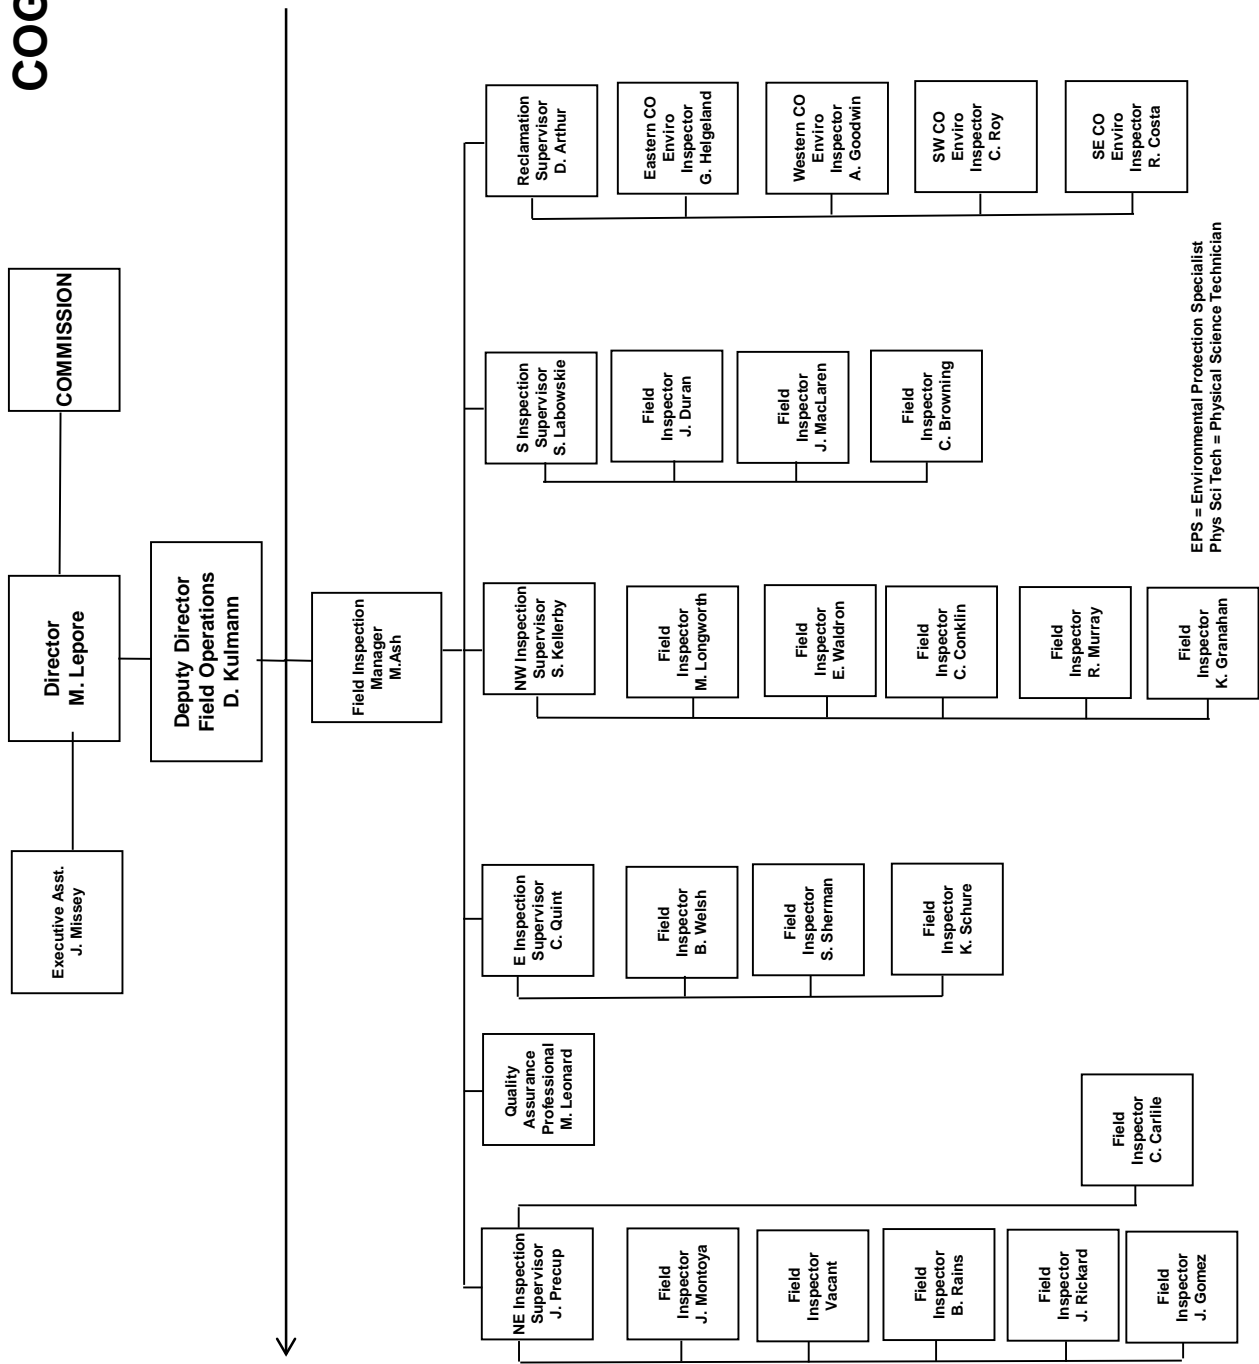 COG
Executive Asst.
J. Missey
Director
M. Lepore
COMMISSION
Deputy Director
Field Operations
D. Kulmann
Field Inspection
Manager
M.Ash
NE Inspection
Supervisor
J. Precup
Field
Inspector
J. Montoya
Field
Inspector
Vacant
Field
Inspector
B. Rains
Field
Inspector
J. Rickard
Field
Inspector
J. Gomez
Field
Inspector
C. Carlile
Quality
Assurance
Professional
M. Leonard
E Inspection
Supervisor
C. Quint
Field
Inspector
B. Welsh
Field
Inspector
S. Sherman
Field
Inspector
K. Schure
NW Inspection
Supervisor
S. Kellerby
Field
Inspector
M. Longworth
Field
Inspector
E. Waldron
Field
Inspector
C. Conklin
Field
Inspector
R. Murray
Field
Inspector
K. Granahan
S Inspection
Supervisor
S. Labowskie
Field
Inspector
J. Duran
Field
Inspector
J. MacLaren
Field
Inspector
C. Browning
Reclamation
Supervisor
D. Arthur
Eastern CO
Enviro
Inspector
G. Helgeland
Western CO
Enviro
Inspector
A. Goodwin
SW CO
Enviro
Inspector
C. Roy
SE CO
Enviro
Inspector
R. Costa
EPS = Environmental Protection Specialist
Phys Sci Tech = Physical Science Technician